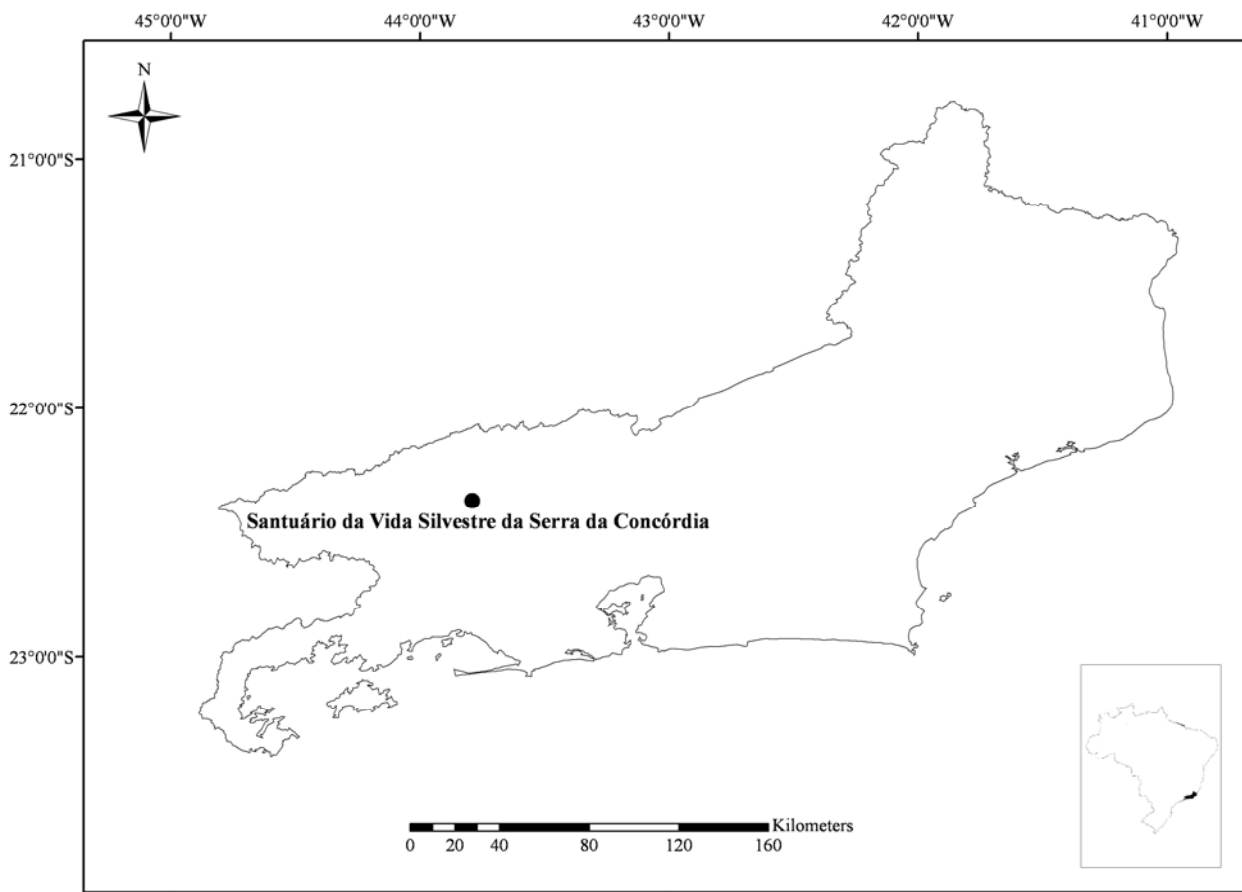 45°0'0"W 44°0'0"W 43°0'0"W 42°0'0"W 41°0'0"W
N
21°0'0"S
22°0'0"S
Santuário da Vida Silvestre da Serra da Concórdia
23°0'0"S
Kilometers
0 20 40 80 120 160